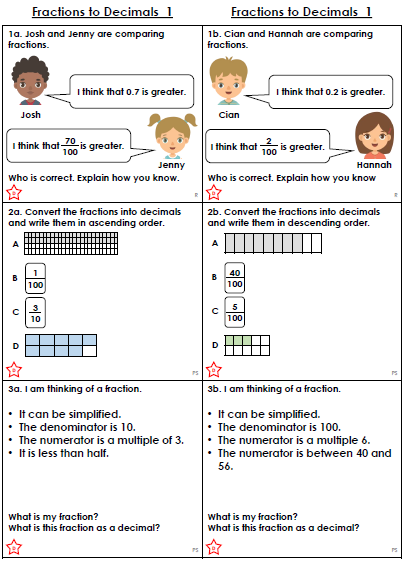 Fractions to Decimals 1
Fractions to Decimals 1
1a. Josh and Jenny are comparing
fractions.
I think that 0.7 is greater.
Josh
I think that 70/100 is greater.
Jenny
Who is correct. Explain how you know.
D
R
1b. Cian and Hannah are comparing
fractions.
I think that 0.2 is greater.
Cian
I think that 2/100 is greater.
Hannah
Who is correct. Explain how you know
D
R
2a. Convert the fractions into decimals
and write them in ascending order.
A
B
1/100
C
3/10
D
D
PS
2b. Convert the fractions into decimals
and write them in descending order.
A
B
40/100
C
5/100
D
D
PS
3a. I am thinking of a fraction.
• It can be simplified.
• The denominator is 10.
• The numerator is a multiple of 3.
• It is less than half.
What is my fraction?
What is this fraction as a decimal?
D
PS
3b. I am thinking of a fraction.
• It can be simplified.
• The denominator is 100.
• The numerator is a multiple 6.
• The numerator is between 40 and
56.
What is my fraction?
What is this fraction as a decimal?
D
PS